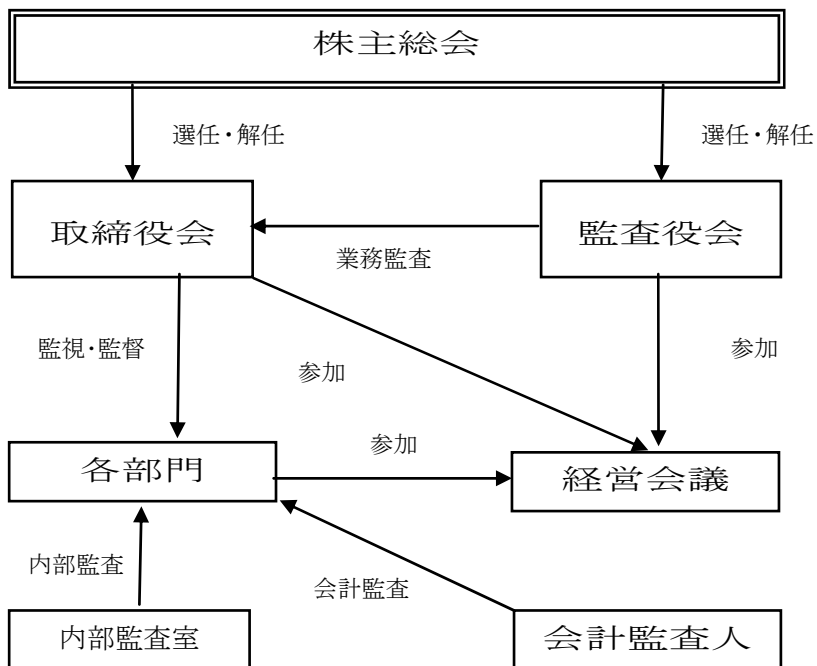 株主総会
選任・解任
選任・解任
取締役会
監査役会
業務監査
監視・監督
参加
参加
参加
各部門
経営会議
内部監査
会計監査
内部監査室
会計監査人